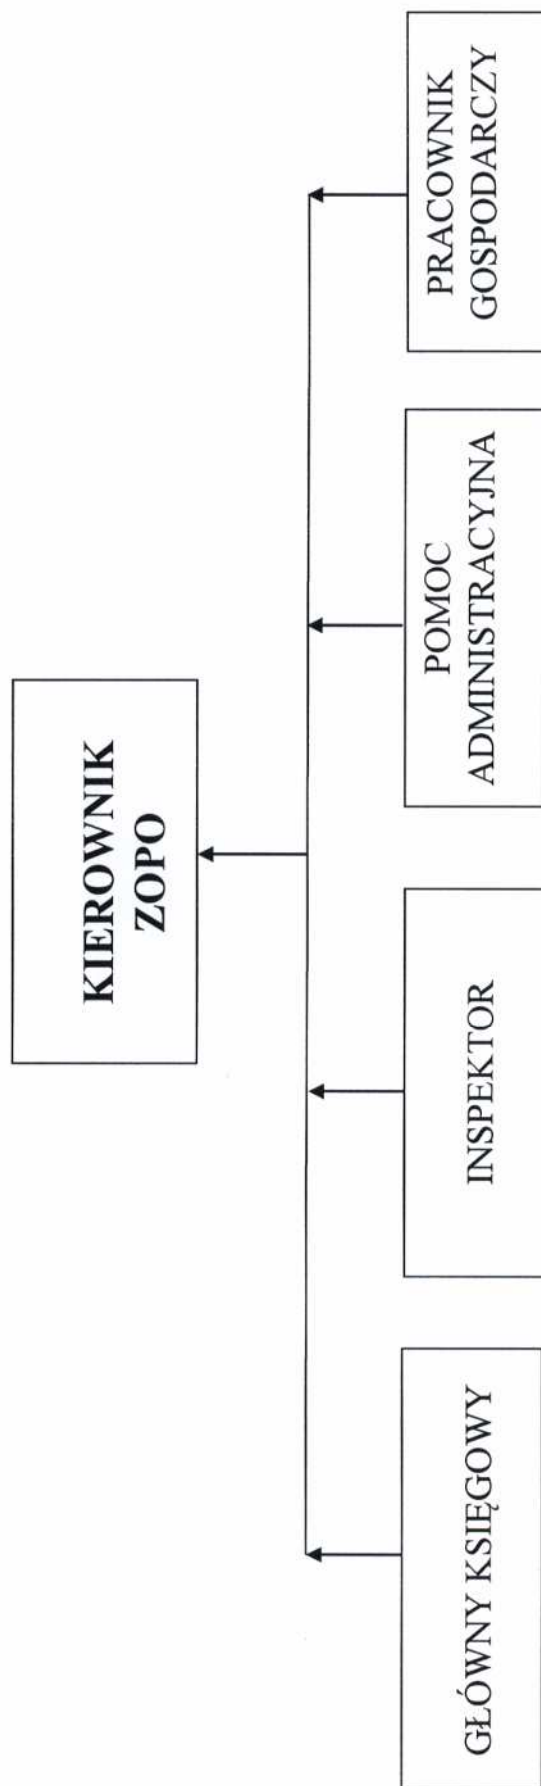 KIEROWNIK
ZOPO
GŁÓWNY KSIĘGOWY
INSPEKTOR
POMOC
ADMINISTRACYJNA
PRACOWNIK
GOSPODARCZY